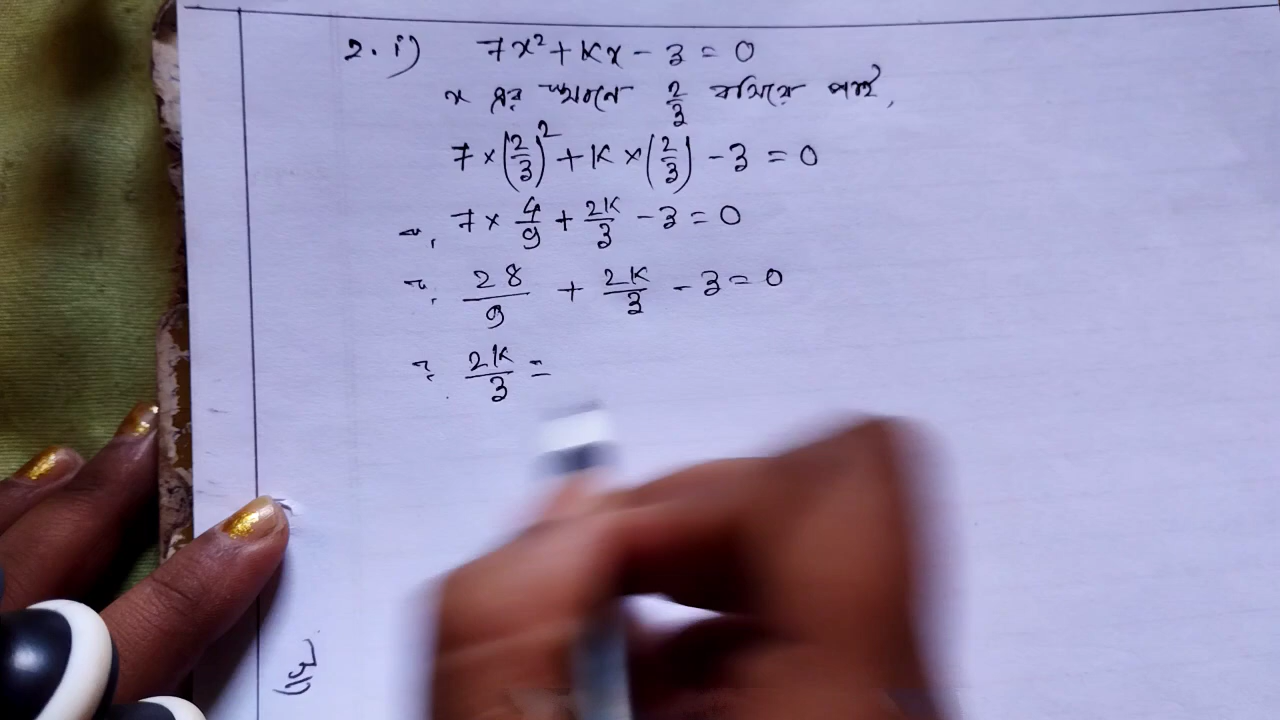 2. i) 7x² + Kx - 3 = 0
x এর স্থানে 2/3 বসিয়ে পাই,
7 × (2/3)² + K × (2/3) - 3 = 0
বা, 7 × 4/9 + 2K/3 - 3 = 0
বা, 28/9 + 2K/3 - 3 = 0
বা, 2K/3 =